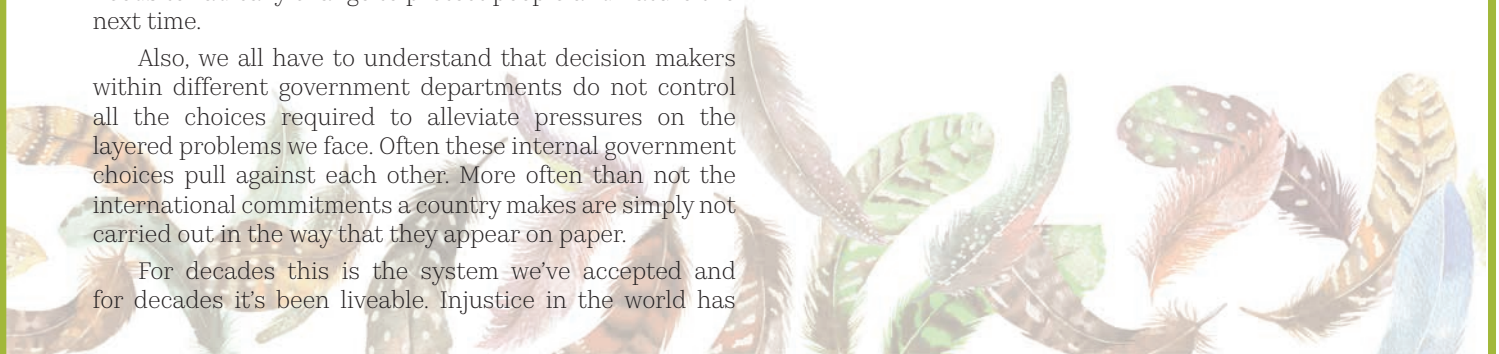 next time.
Also, we all have to understand that decision makers
within different government departments do not control
all the choices required to alleviate pressures on the
layered problems we face. Often these internal government
choices pull against each other. More often than not the
international commitments a country makes are simply not
carried out in the way that they appear on paper.
For decades this is the system we’ve accepted and
for decades it’s been liveable. Injustice in the world has